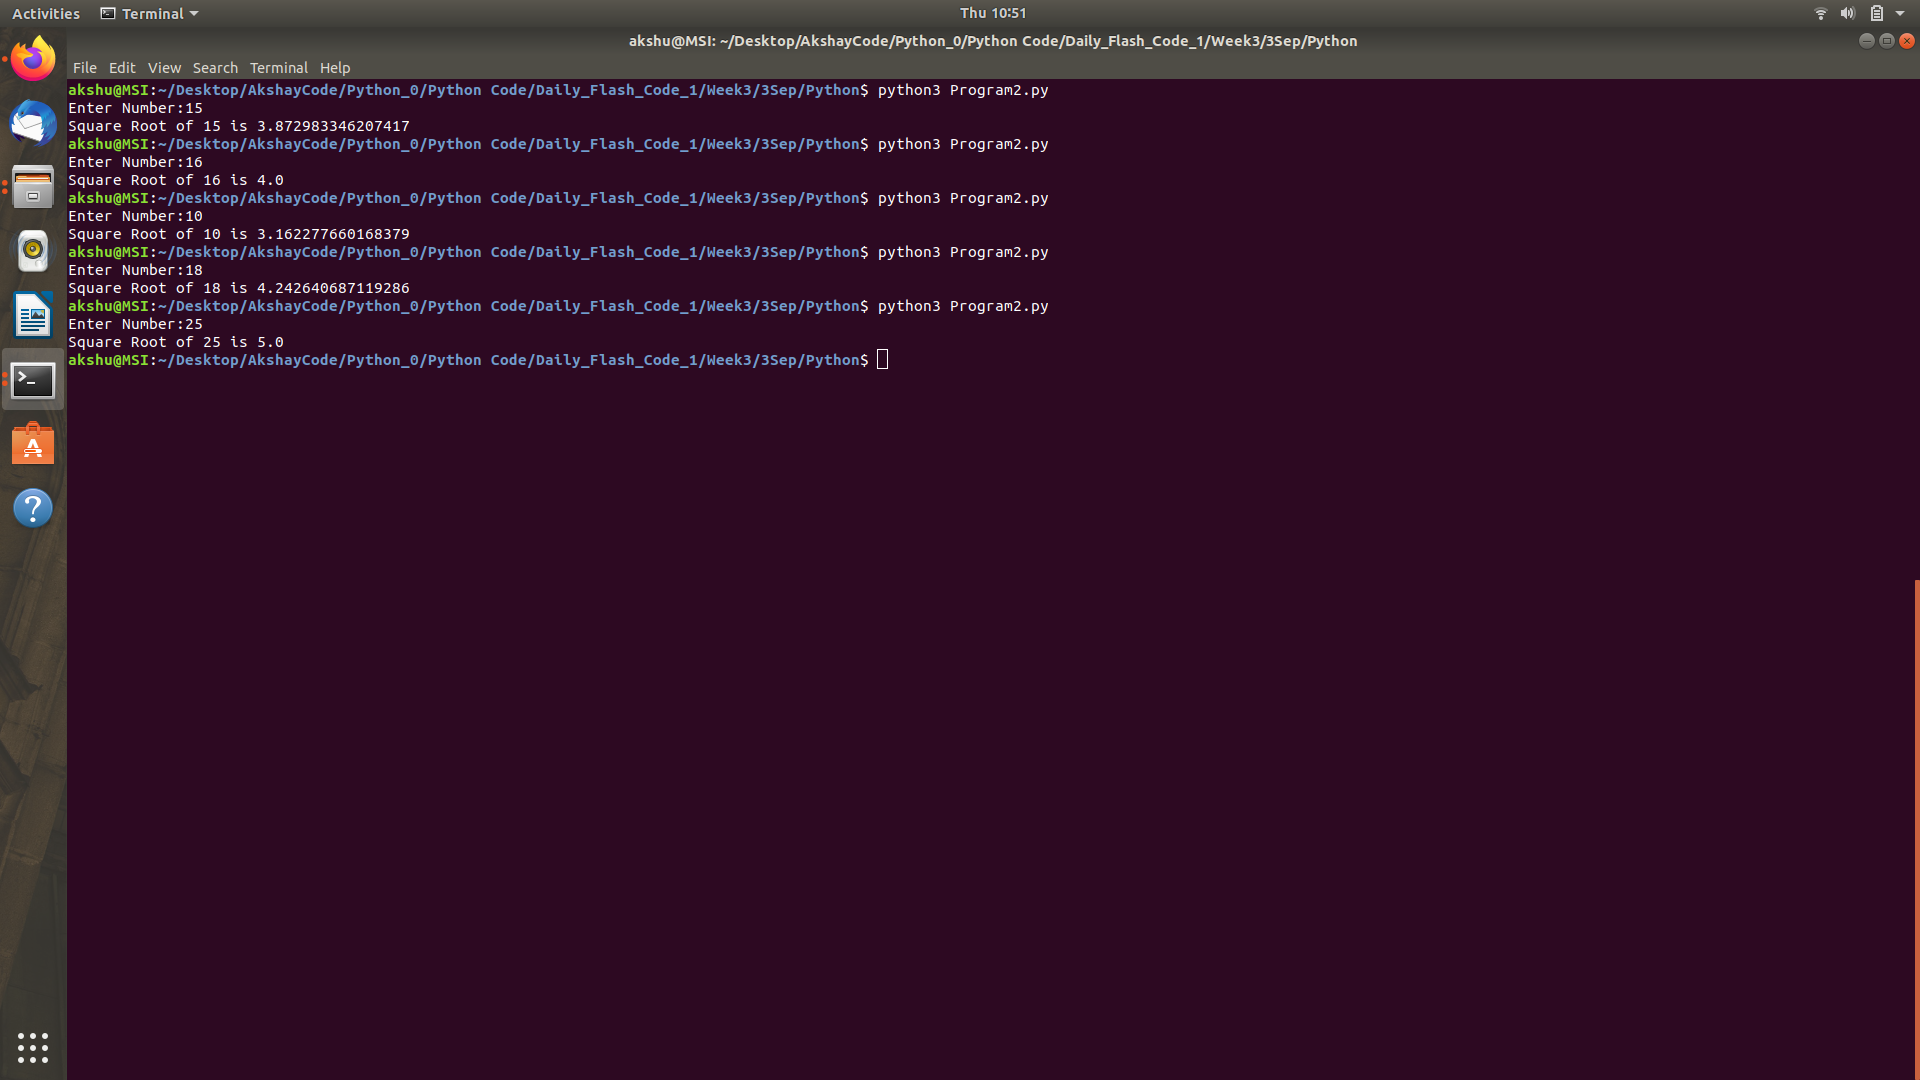 Activities Terminal Thu 10:51
akshu@MSI: ~/Desktop/AkshayCode/Python_0/Python Code/Daily_Flash_Code_1/Week3/3Sep/Python
File Edit View Search Terminal Help
akshu@MSI:~/Desktop/AkshayCode/Python_0/Python Code/Daily_Flash_Code_1/Week3/3Sep/Python$ python3 Program2.py
Enter Number:15
Square Root of 15 is 3.872983346207417
akshu@MSI:~/Desktop/AkshayCode/Python_0/Python Code/Daily_Flash_Code_1/Week3/3Sep/Python$ python3 Program2.py
Enter Number:16
Square Root of 16 is 4.0
akshu@MSI:~/Desktop/AkshayCode/Python_0/Python Code/Daily_Flash_Code_1/Week3/3Sep/Python$ python3 Program2.py
Enter Number:10
Square Root of 10 is 3.162277660168379
akshu@MSI:~/Desktop/AkshayCode/Python_0/Python Code/Daily_Flash_Code_1/Week3/3Sep/Python$ python3 Program2.py
Enter Number:18
Square Root of 18 is 4.242640687119286
akshu@MSI:~/Desktop/AkshayCode/Python_0/Python Code/Daily_Flash_Code_1/Week3/3Sep/Python$ python3 Program2.py
Enter Number:25
Square Root of 25 is 5.0
akshu@MSI:~/Desktop/AkshayCode/Python_0/Python Code/Daily_Flash_Code_1/Week3/3Sep/Python$